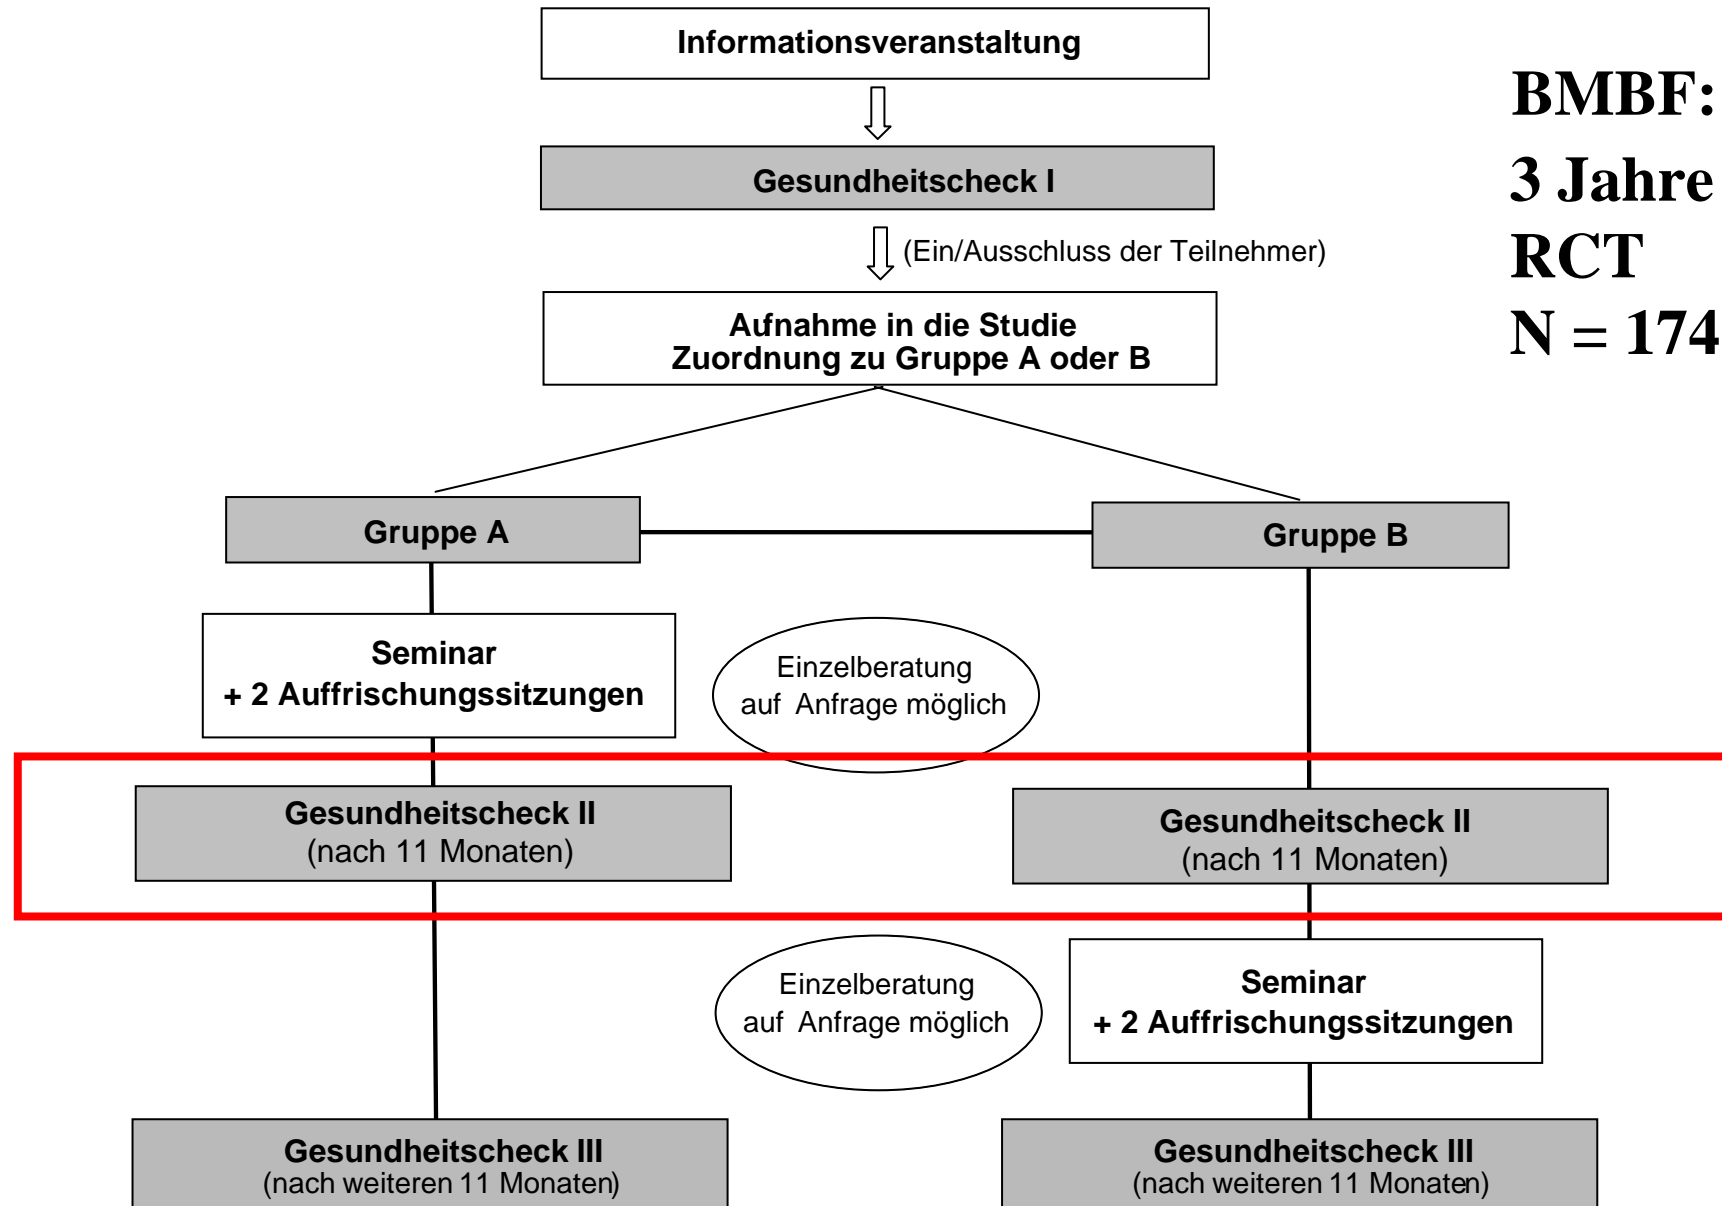 Informationsveranstaltung
BMBF:
3 Jahre
RCT
N = 174
Gesundheitscheck I
(Ein/Ausschluss der Teilnehmer)
Aufnahme in die Studie
Zuordnung zu Gruppe A oder B
Gruppe A
Gruppe B
Seminar
+ 2 Auffrischungssitzungen
Einzelberatung
auf Anfrage möglich
Gesundheitscheck II
(nach 11 Monaten)
Gesundheitscheck II
(nach 11 Monaten)
Einzelberatung
auf Anfrage möglich
Seminar
+ 2 Auffrischungssitzungen
Gesundheitscheck III
(nach weiteren 11 Monaten)
Gesundheitscheck III
(nach weiteren 11 Monaten)